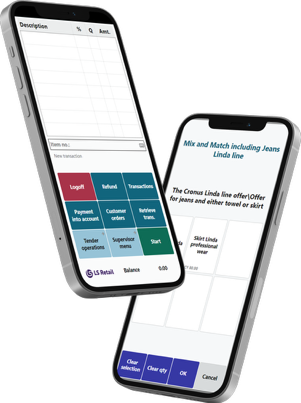 Description % Q Amt.
Item no.:
New transaction
Logoff
Refund
Transactions
Payment
into account
Customer
orders
Retrieve
trans.
Tender
operations
Supervisor
menu
Start
LS Retail
Balance
0.00
Mix and Match including Jeans
Linda line
The Cronus Linda line offer\Offer
for jeans and either towel or skirt
Skirt Linda
professional
wear
Clear
selection
Clear qty
OK
Cancel